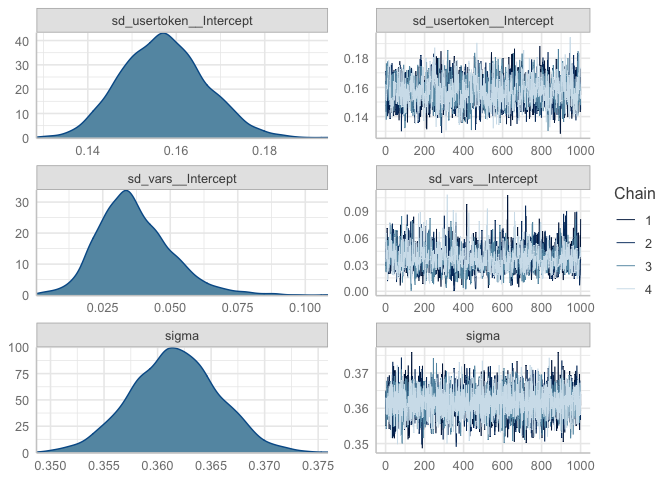 sd_usertoken__Intercept
40
30
20
10
0
0.14 0.16 0.18
sd_usertoken__Intercept
0.18
0.16
0.14
0 200 400 600 800 1000
sd_vars__Intercept
30
20
10
0
0.025 0.050 0.075 0.100
sd_vars__Intercept
0.09
0.06
0.03
0.00
0 200 400 600 800 1000
sigma
100
75
50
25
0
0.350 0.355 0.360 0.365 0.370 0.375
sigma
0.37
0.36
0.35
0 200 400 600 800 1000
Chain
1
2
3
4